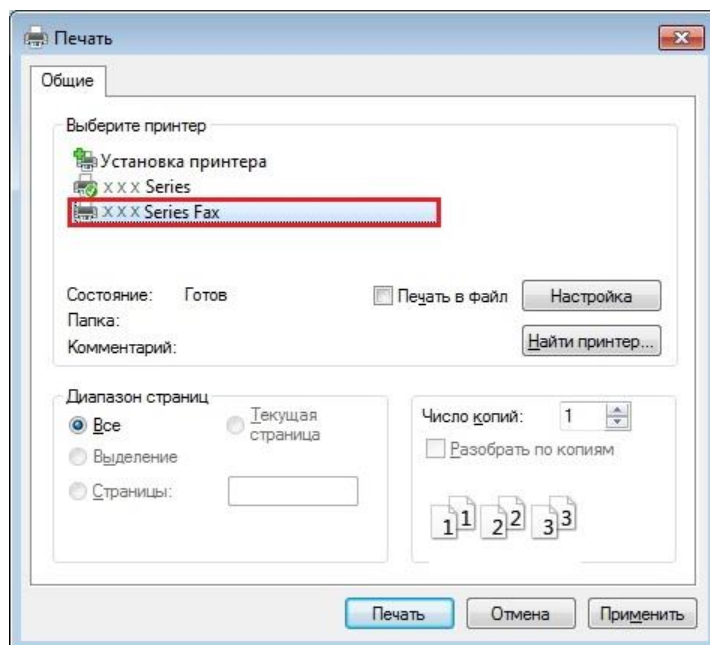 Печать
Общие
Выберите принтер
Установка принтера
X X X Series
X X X Series Fax
Состояние: Готов
Печать в файл
Настройка
Папка:
Комментарий:
Найти принтер...
Диапазон страниц
Все
Текущая
страница
Выделение
Страницы:
Число копий: 1
Разобрать по копиям
1 1 2 2 3 3
Печать
Отмена
Применить